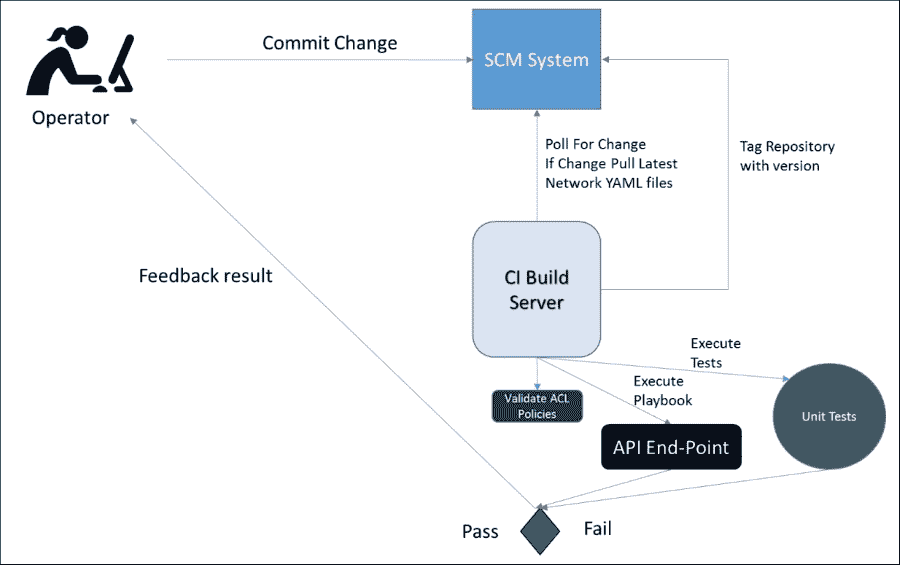 Commit Change
SCM System
Operator
Poll For Change
If Change Pull Latest
Network YAML files
Tag Repository
with version
Feedback result
CI Build
Server
Execute
Tests
Execute
Playbook
Validate ACL
Policies
Unit Tests
API End-Point
Pass
Fail